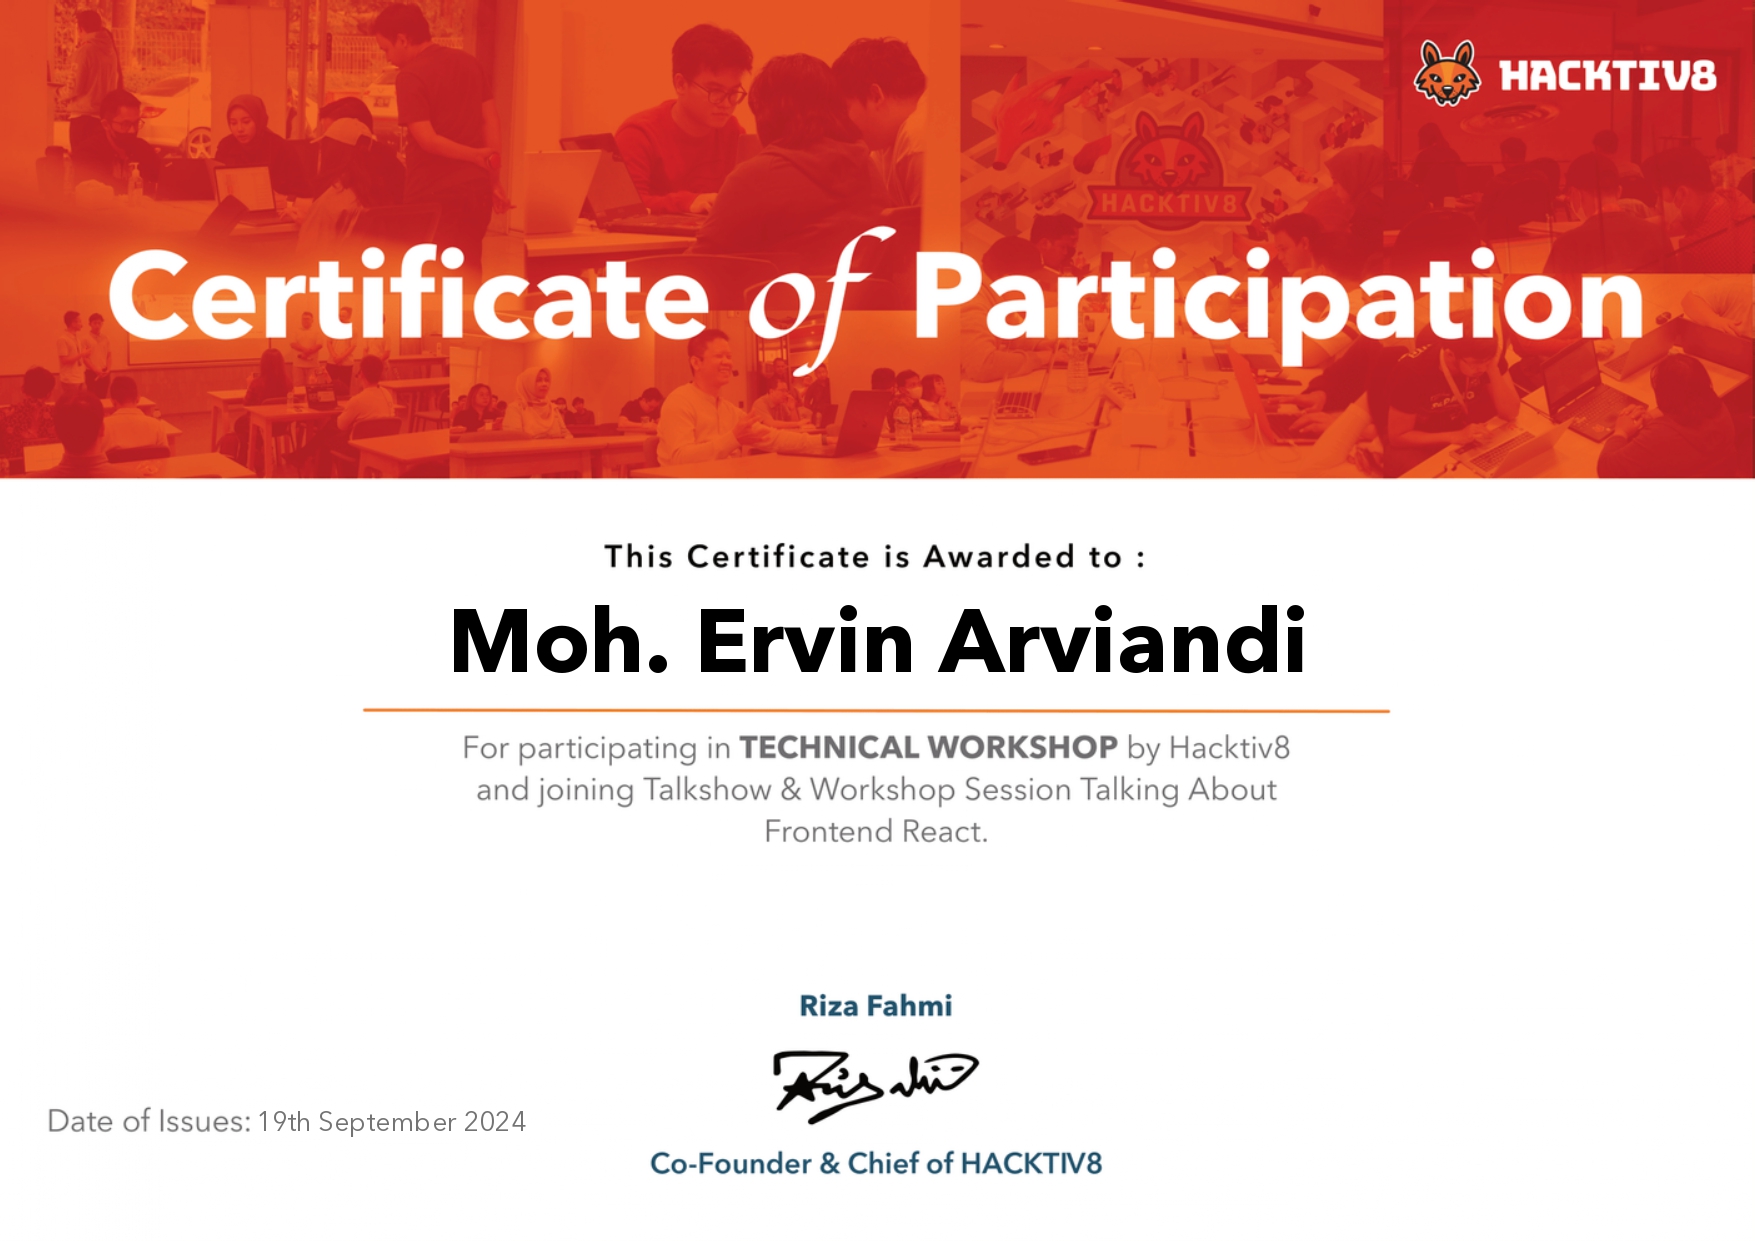 HACKTIV8
HACKTIV8
Certificate of Participation
This Certificate is Awarded to :
Moh. Ervin Arviandi
For participating in TECHNICAL WORKSHOP by Hacktiv8
and joining Talkshow & Workshop Session Talking About
Frontend React.
Riza Fahmi
Date of Issues: 19th September 2024
Co-Founder & Chief of HACKTIV8